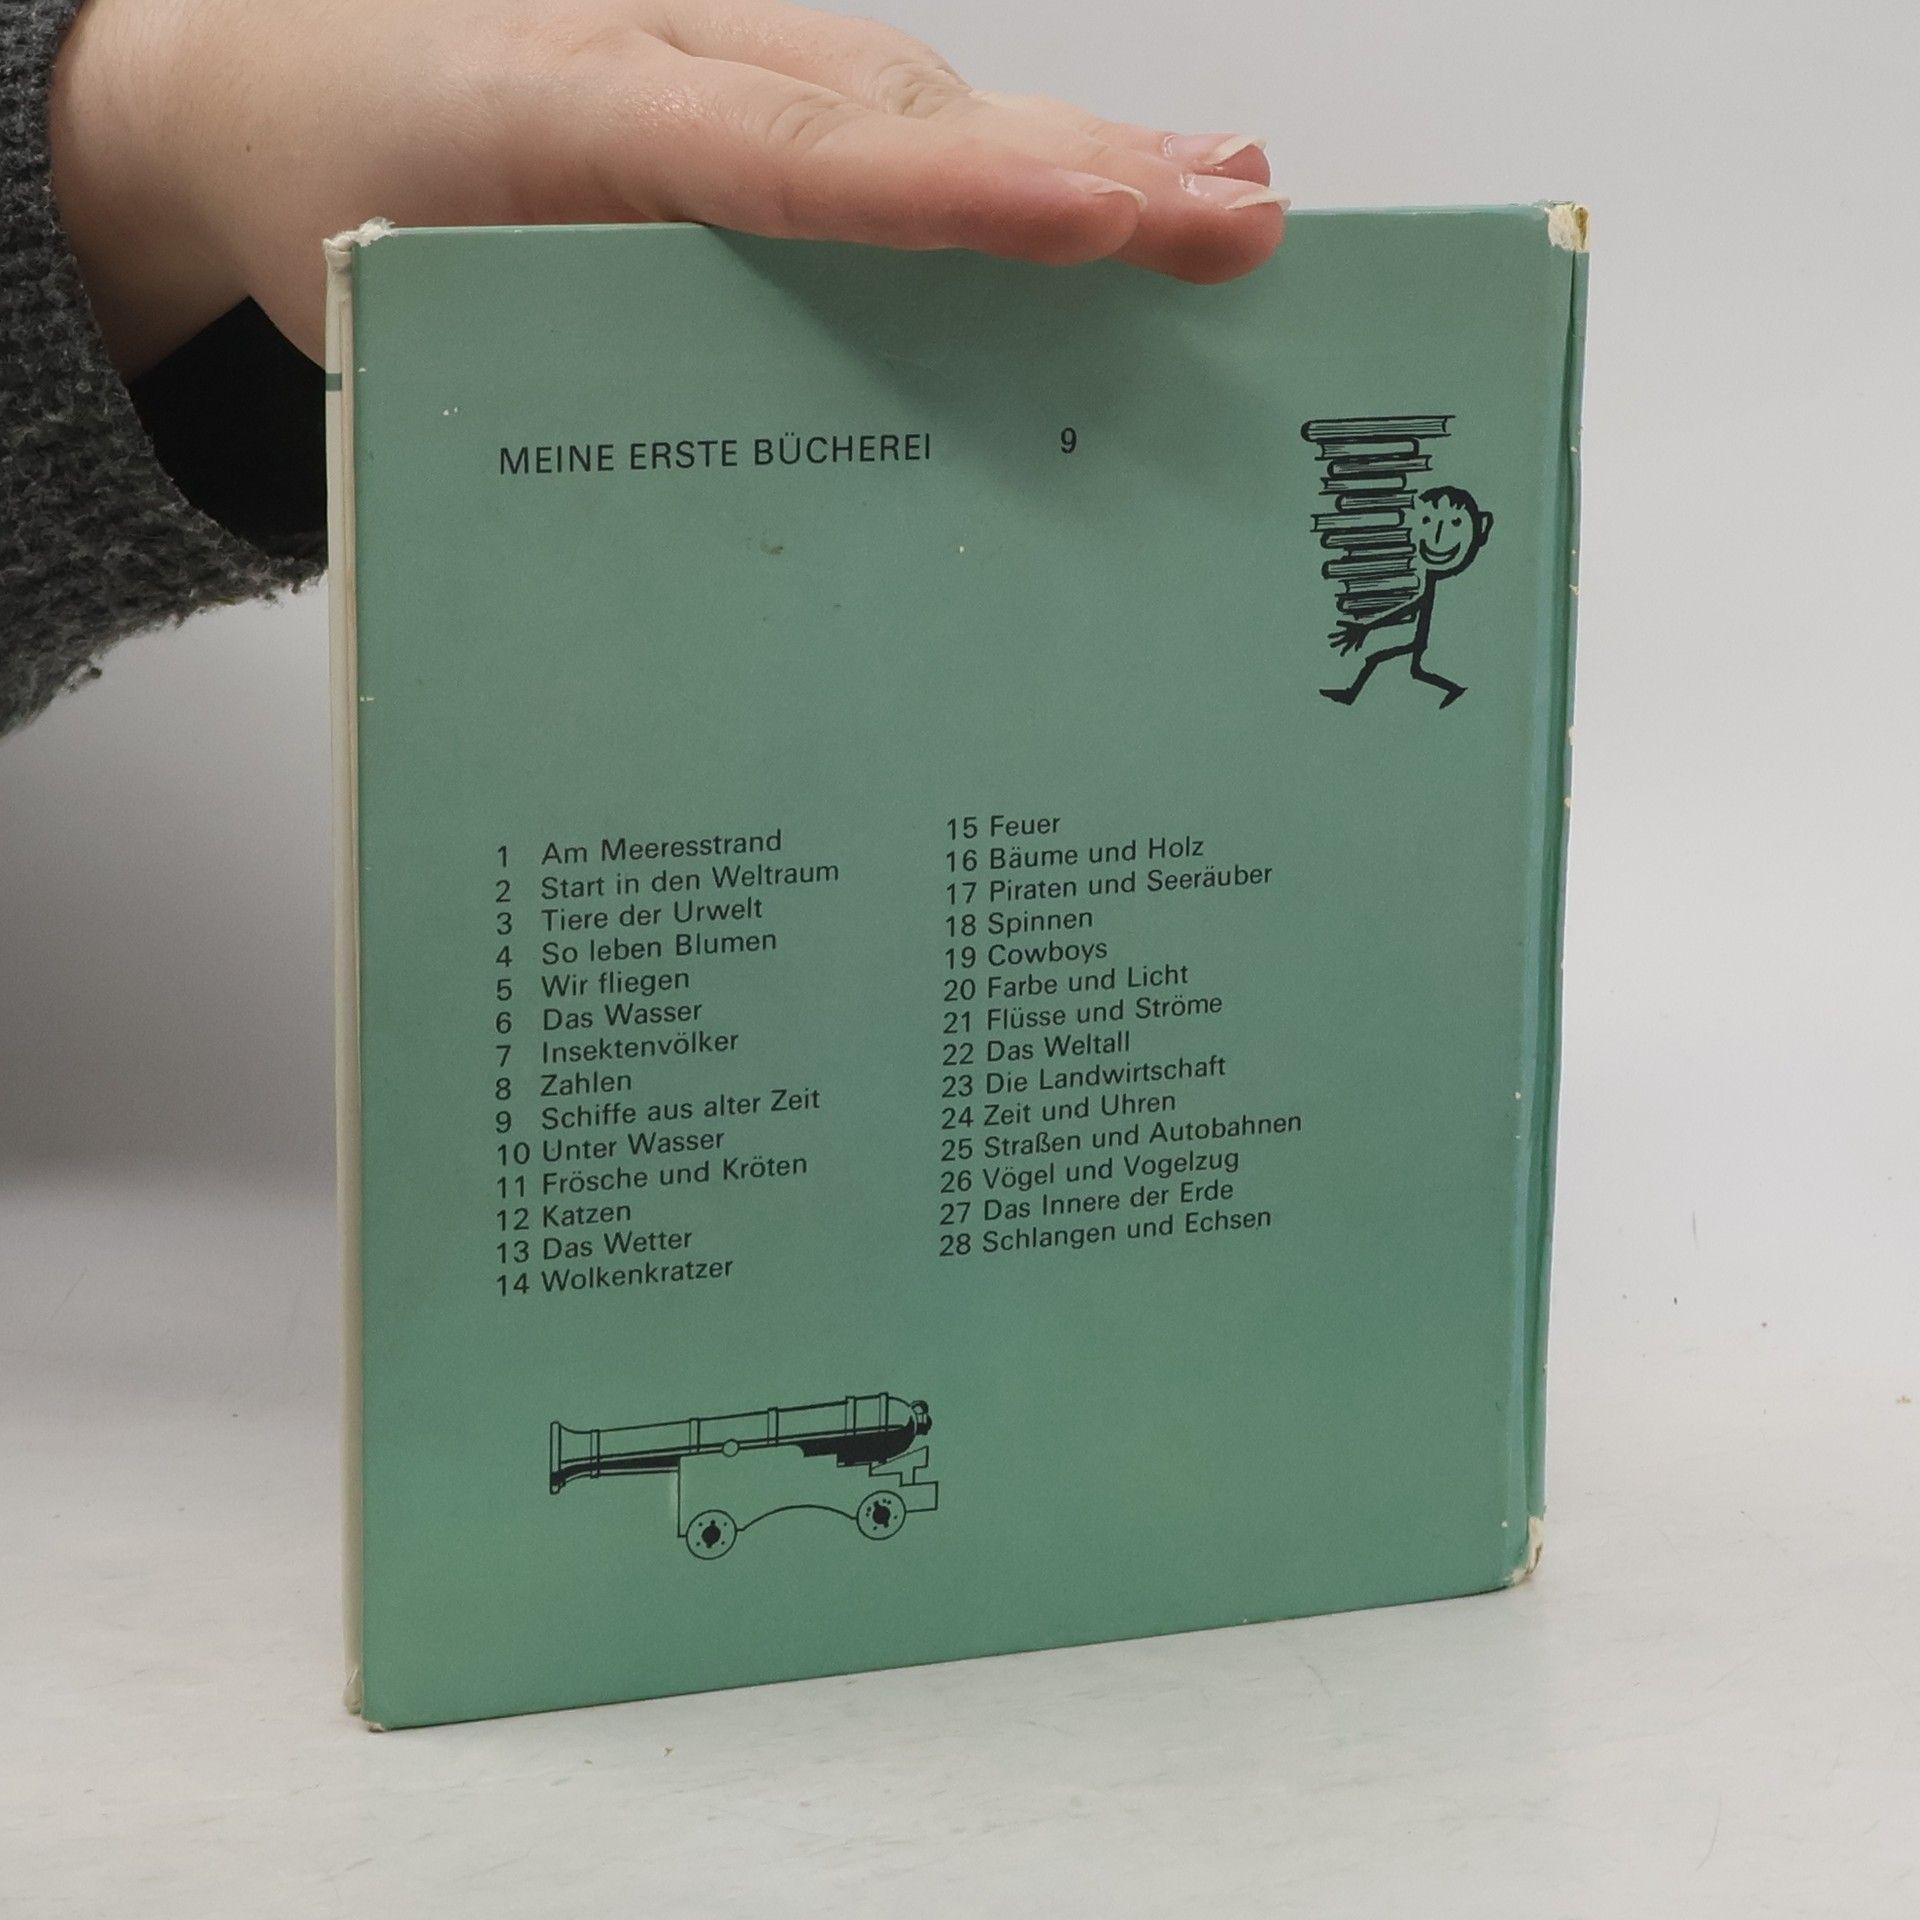 MEINE ERSTE BÜCHEREI 9
1 Am Meeresstrand
2 Start in den Weltraum
3 Tiere der Urwelt
4 So leben Blumen
5 Wir fliegen
6 Das Wasser
7 Insektenvölker
8 Zahlen
9 Schiffe aus alter Zeit
10 Unter Wasser
11 Frösche und Kröten
12 Katzen
13 Das Wetter
14 Wolkenkratzer
15 Feuer
16 Bäume und Holz
17 Piraten und Seeräuber
18 Spinnen
19 Cowboys
20 Farbe und Licht
21 Flüsse und Ströme
22 Das Weltall
23 Die Landwirtschaft
24 Zeit und Uhren
25 Straßen und Autobahnen
26 Vögel und Vogelzug
27 Das Innere der Erde
28 Schlangen und Echsen